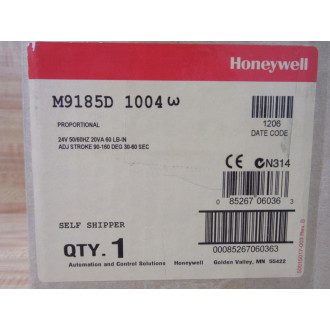 Honeywell
M9185D 1004 ω
PROPORTIONAL
1206
DATE CODE
24V 50/60HZ 20VA 60 LB-IN
ADJ STROKE 90-160 DEG 30-60 SEC
CE N314
0 85267 06036 3
SELF SHIPPER
QTY. 1
00085267060363
Automation and Control Solutions Honeywell Golden Valley, MN 55422